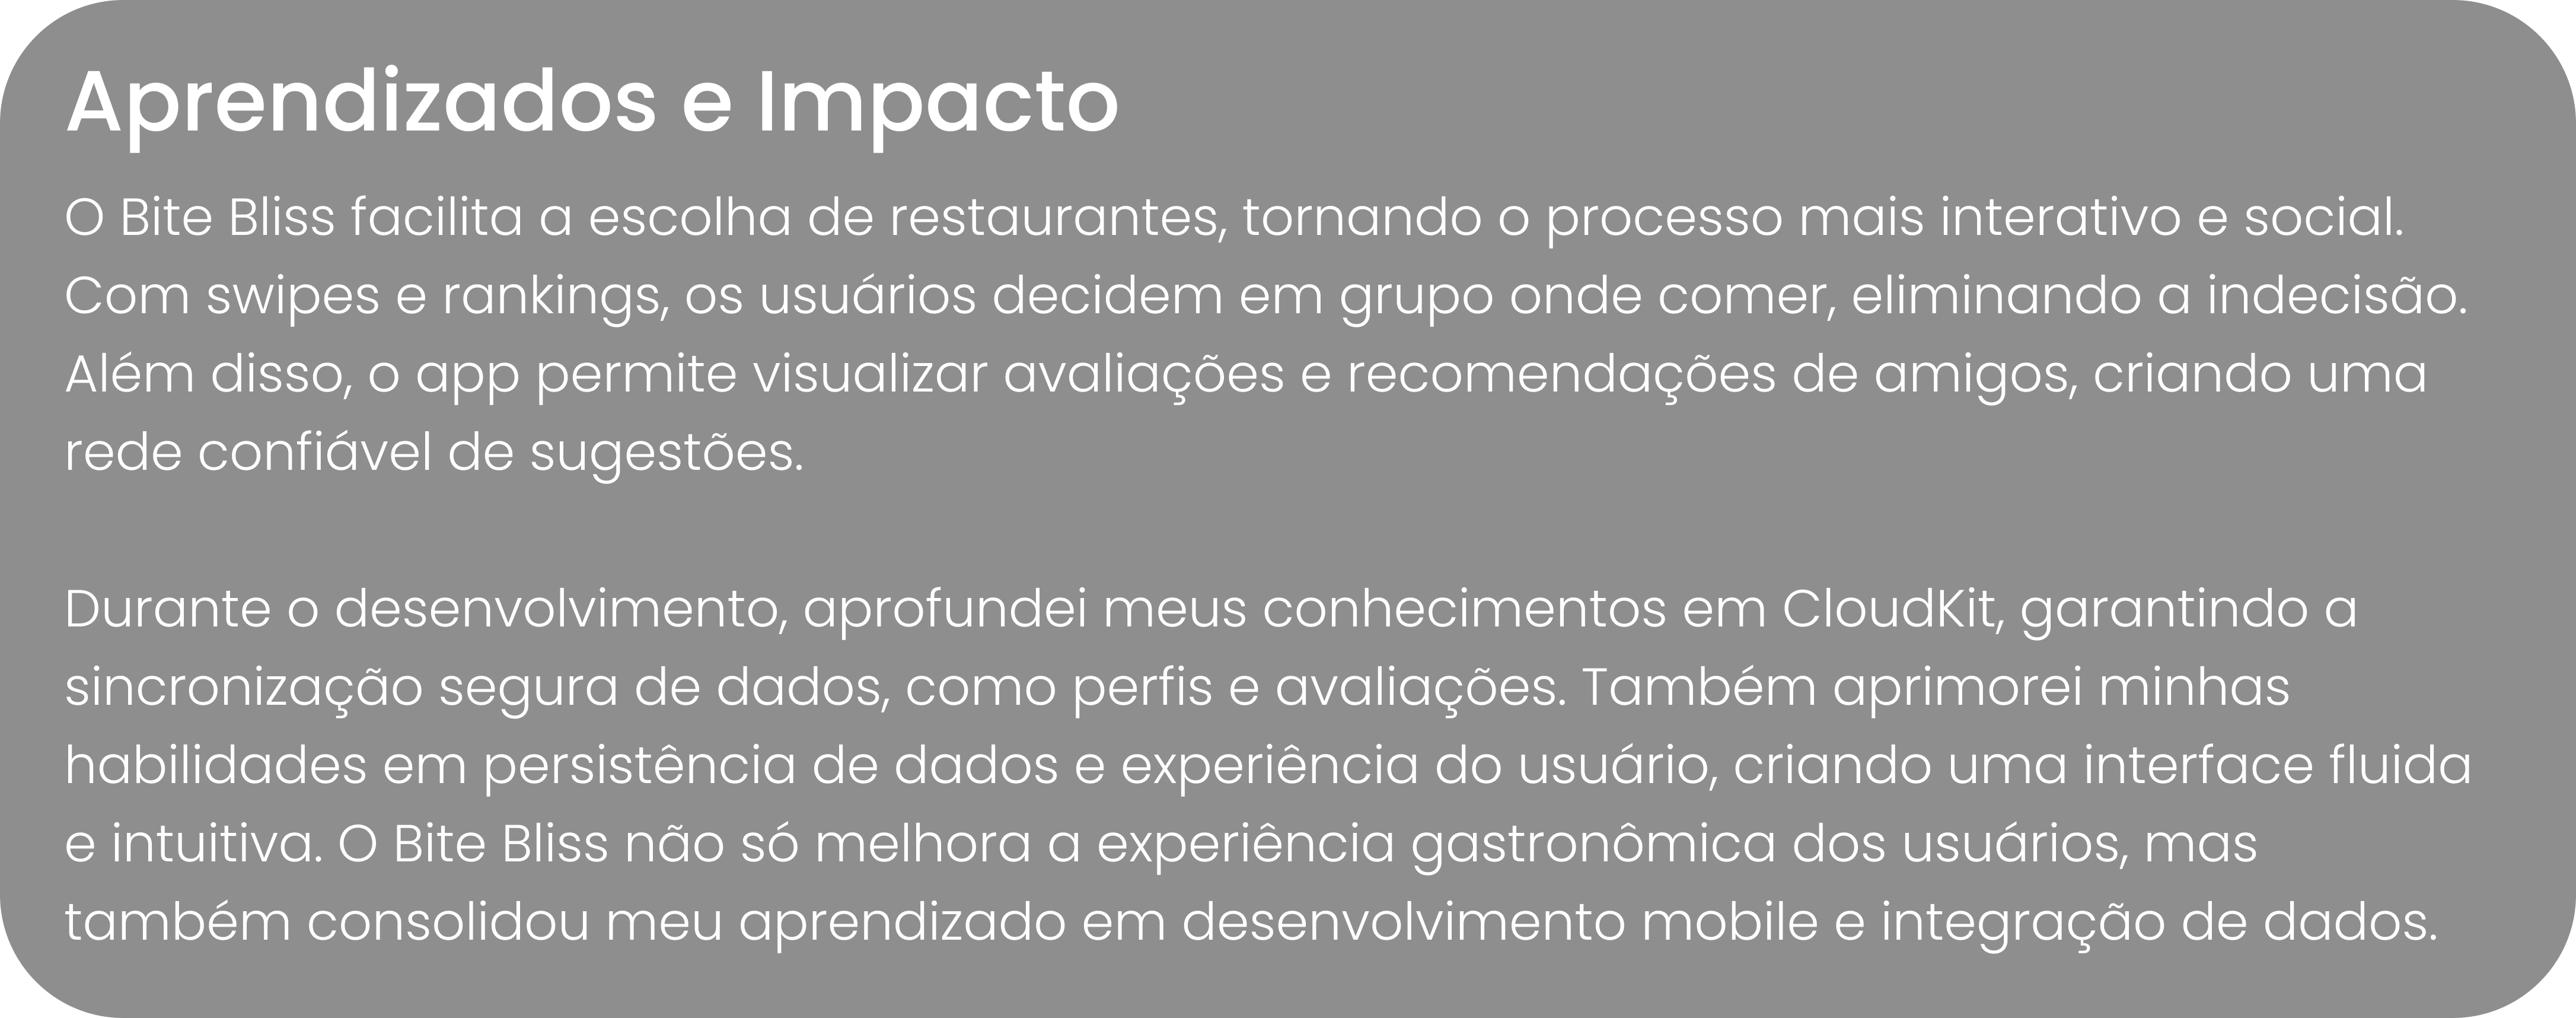 Aprendizados e Impacto
O Bite Bliss facilita a escolha de restaurantes, tornando o processo mais interativo e social.
Com swipes e rankings, os usuários decidem em grupo onde comer, eliminando a indecisão.
Além disso, o app permite visualizar avaliações e recomendações de amigos, criando uma
rede confiável de sugestões.
Durante o desenvolvimento, aprofundei meus conhecimentos em CloudKit, garantindo a
sincronização segura de dados, como perfis e avaliações. Também aprimorei minhas
habilidades em persistência de dados e experiência do usuário, criando uma interface fluida
e intuitiva. O Bite Bliss não só melhora a experiência gastronômica dos usuários, mas
também consolidou meu aprendizado em desenvolvimento mobile e integração de dados.